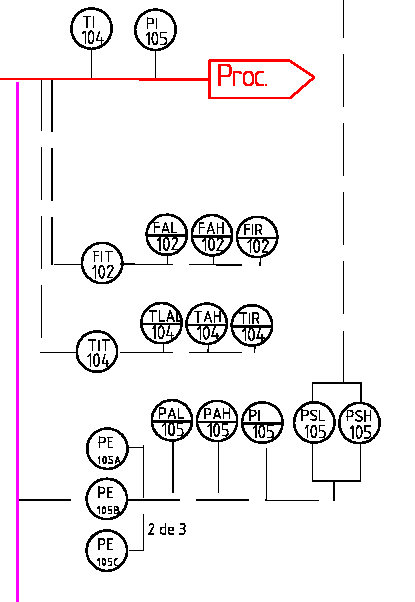 TI
104
PI
105
Proc.
FAL
102
FAH
102
FIR
102
FIT
102
TLAL
104
TAH
104
TIR
104
TIT
104
PAL
105
PAH
105
PI
105
PSL
105
PSH
105
PE
105A
PE
105B
2 de 3
PE
105C